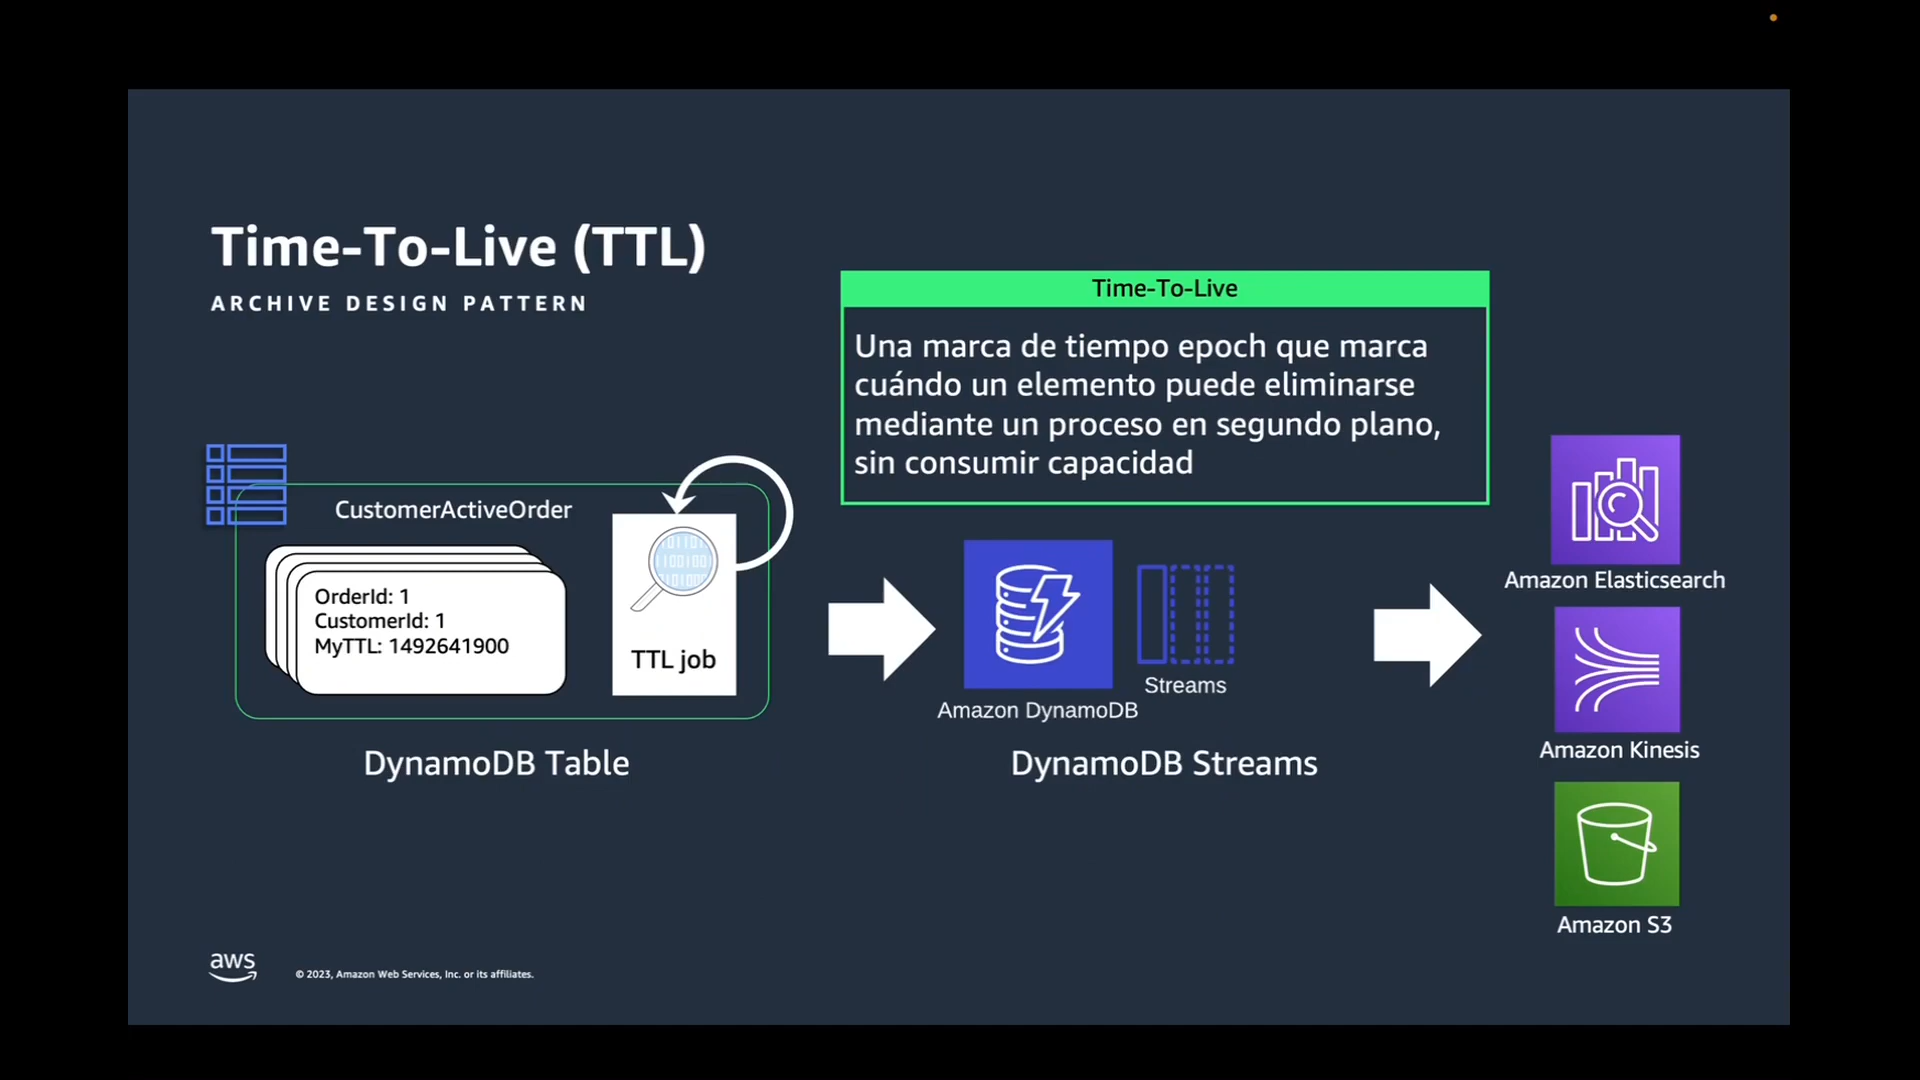 Time-To-Live (TTL)
ARCHIVE DESIGN PATTERN
Time-To-Live
Una marca de tiempo epoch que marca
cuándo un elemento puede eliminarse
mediante un proceso en segundo plano,
sin consumir capacidad
CustomerActiveOrder
OrderId: 1
CustomerId: 1
MyTTL: 1492641900
TTL job
DynamoDB Table
Amazon DynamoDB
Streams
DynamoDB Streams
Amazon Elasticsearch
Amazon Kinesis
Amazon S3
aws
© 2023, Amazon Web Services, Inc. or its affiliates.